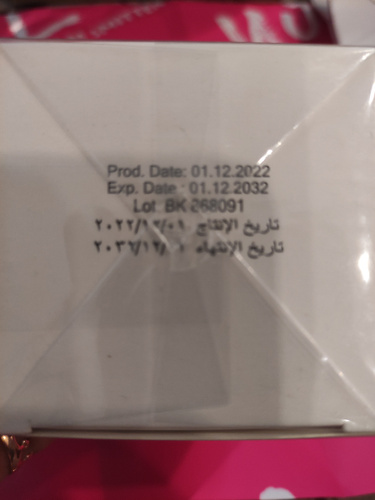 Prod. Date: 01.12.2022
Exp. Date : 01.12.2032
Lot BK 268091
تاريخ الإنتاج ٢٠٢٢/١٢/٠١
تاريخ الإنتهاء ٢٠٣٢/١٢/٠١